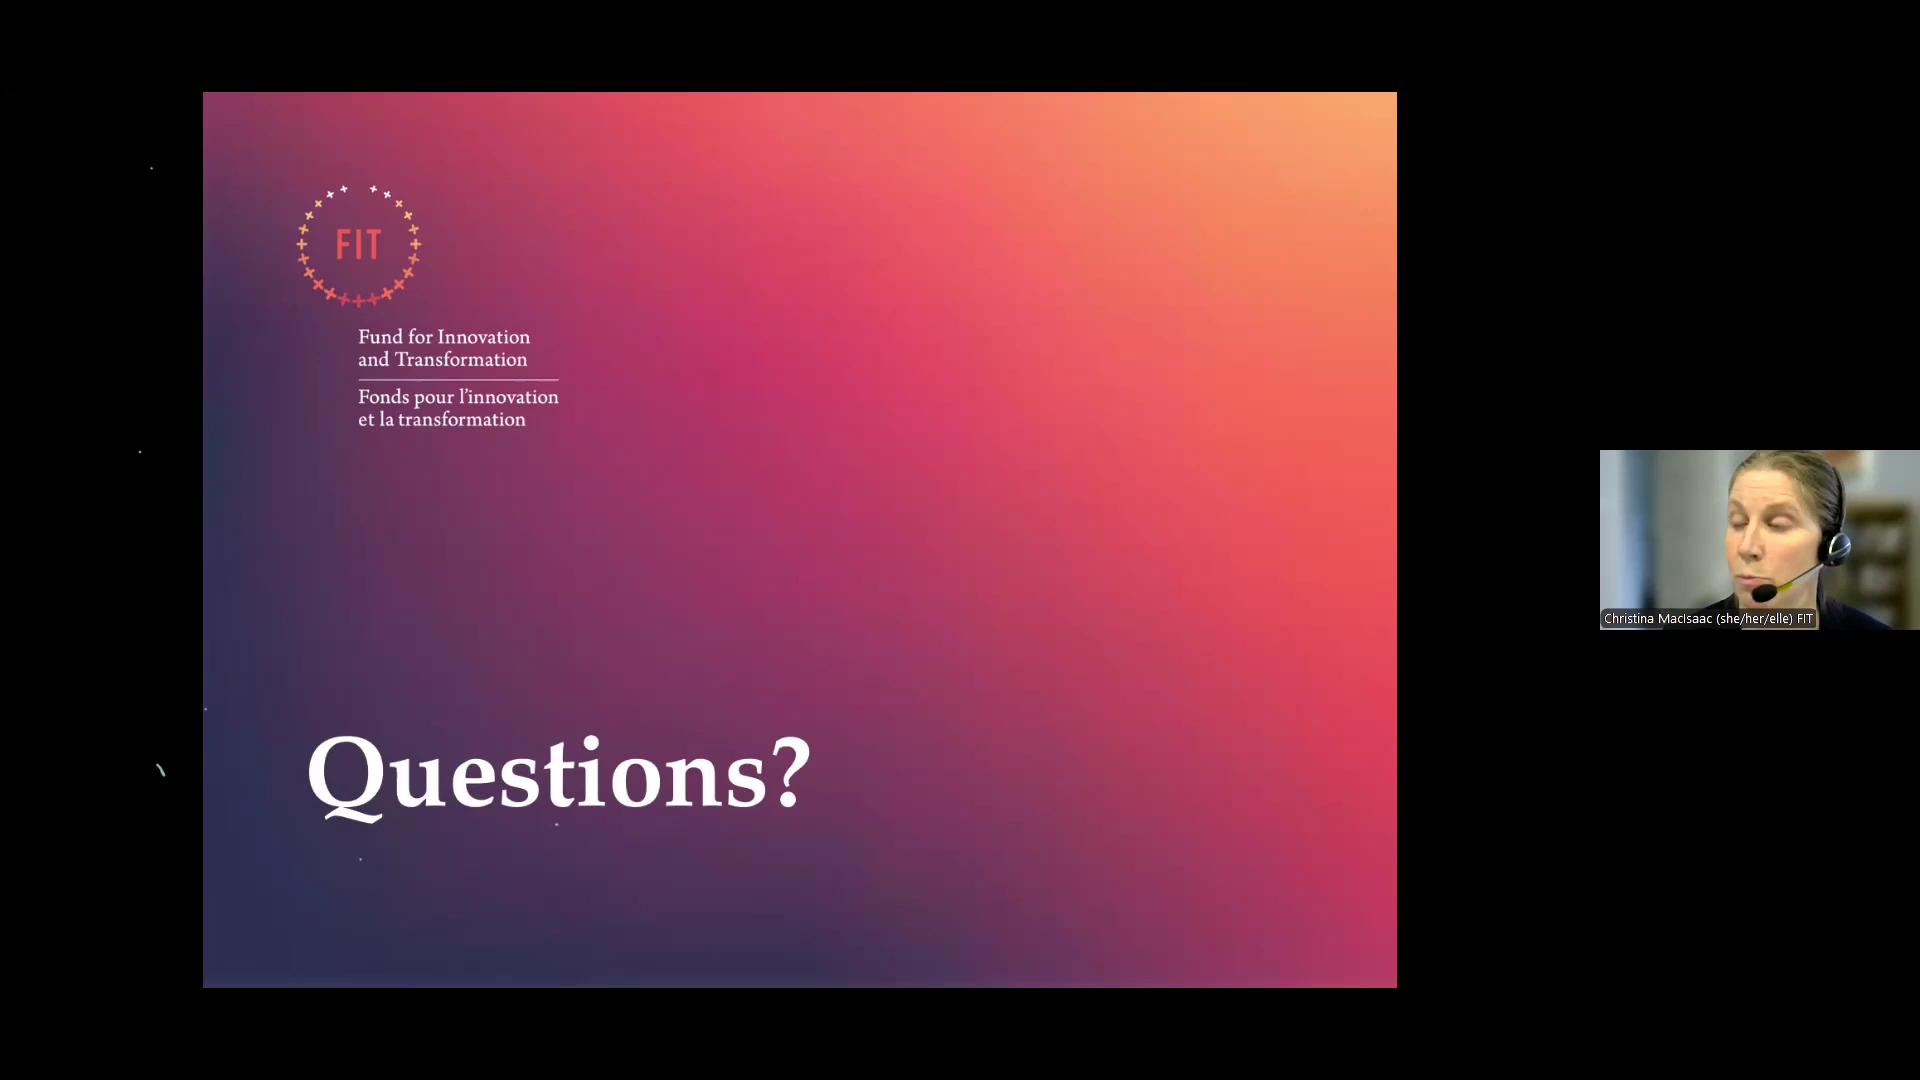 FIT
Fund for Innovation
and Transformation
Fonds pour l’innovation
et la transformation
Questions?
Christina MacIsaac (she/her/elle) FIT